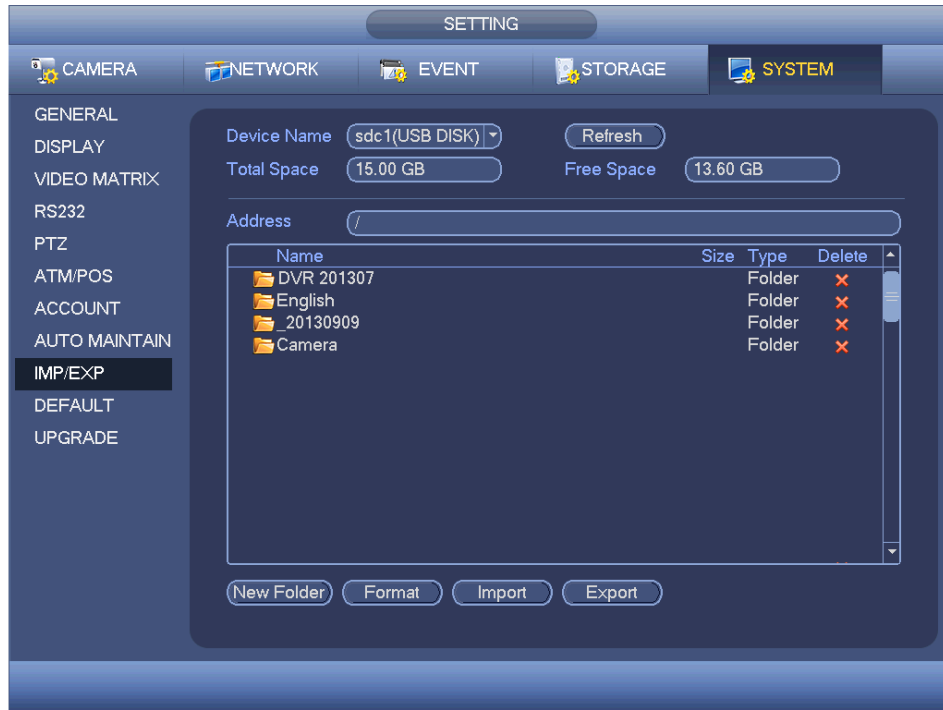 SETTING
CAMERA NETWORK EVENT STORAGE SYSTEM
GENERAL
DISPLAY
VIDEO MATRIX
RS232
PTZ
ATM/POS
ACCOUNT
AUTO MAINTAIN
IMP/EXP
DEFAULT
UPGRADE
Device Name sdc1(USB DISK) Refresh
Total Space 15.00 GB Free Space 13.60 GB
Address /
Name Size Type Delete
DVR 201307 Folder
English Folder
_20130909 Folder
Camera Folder
New Folder Format Import Export